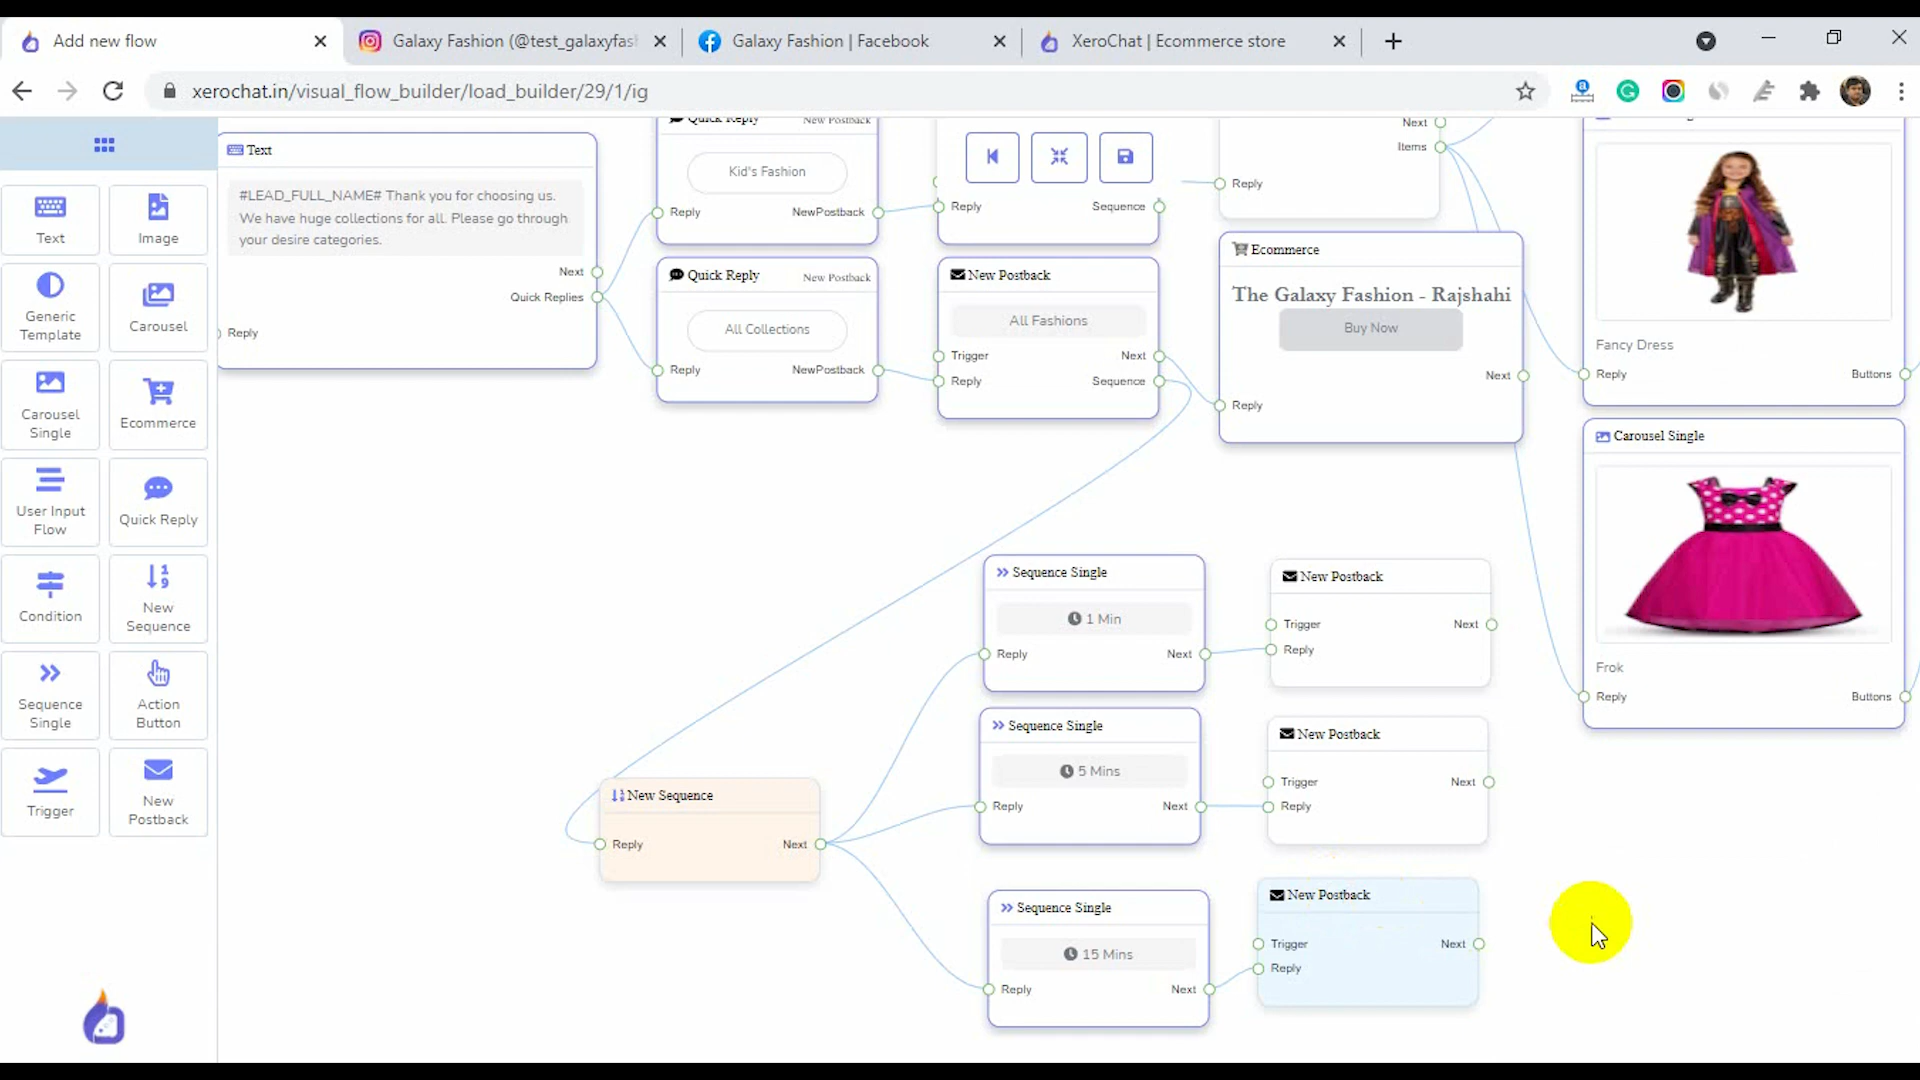 Add new flow
Galaxy Fashion (@test_galaxyfas
Galaxy Fashion | Facebook
XeroChat | Ecommerce store
xerochat.in/visual_flow_builder/load_builder/29/1/ig
Text
Image
Generic
Template
Carousel
Carousel
Single
Ecommerce
User Input
Flow
Quick Reply
Condition
New
Sequence
Sequence
Single
Action
Button
Trigger
New
Postback
Text
#LEAD_FULL_NAME# Thank you for choosing us.
We have huge collections for all. Please go through
your desire categories.
Next
Quick Replies
Reply
Quick Reply
New Postback
Kid's Fashion
Reply
NewPostback
Quick Reply
New Postback
All Collections
Reply
NewPostback
Reply
Sequence
New Postback
All Fashions
Trigger
Next
Reply
Sequence
Next
Items
Reply
Ecommerce
The Galaxy Fashion - Rajshahi
Buy Now
Next
Reply
Fancy Dress
Reply
Buttons
Carousel Single
Frok
Reply
Buttons
New Sequence
Reply
Next
Sequence Single
1 Min
Reply
Next
New Postback
Trigger
Next
Reply
Sequence Single
5 Mins
Reply
Next
New Postback
Trigger
Next
Reply
Sequence Single
15 Mins
Reply
Next
New Postback
Trigger
Next
Reply